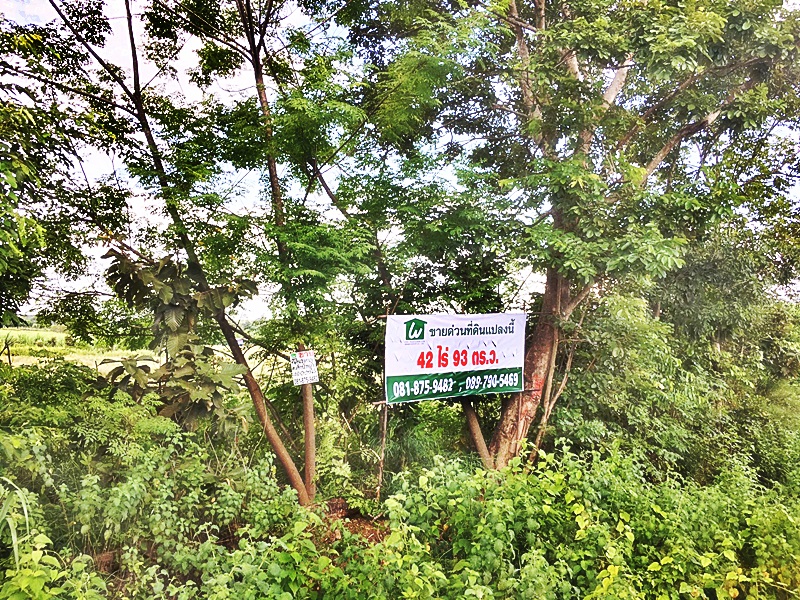 ขายด่วนที่ดินแปลงนี้
42 ไร่ 93 ตร.ว.
081-875-9482 , 089-790-5469